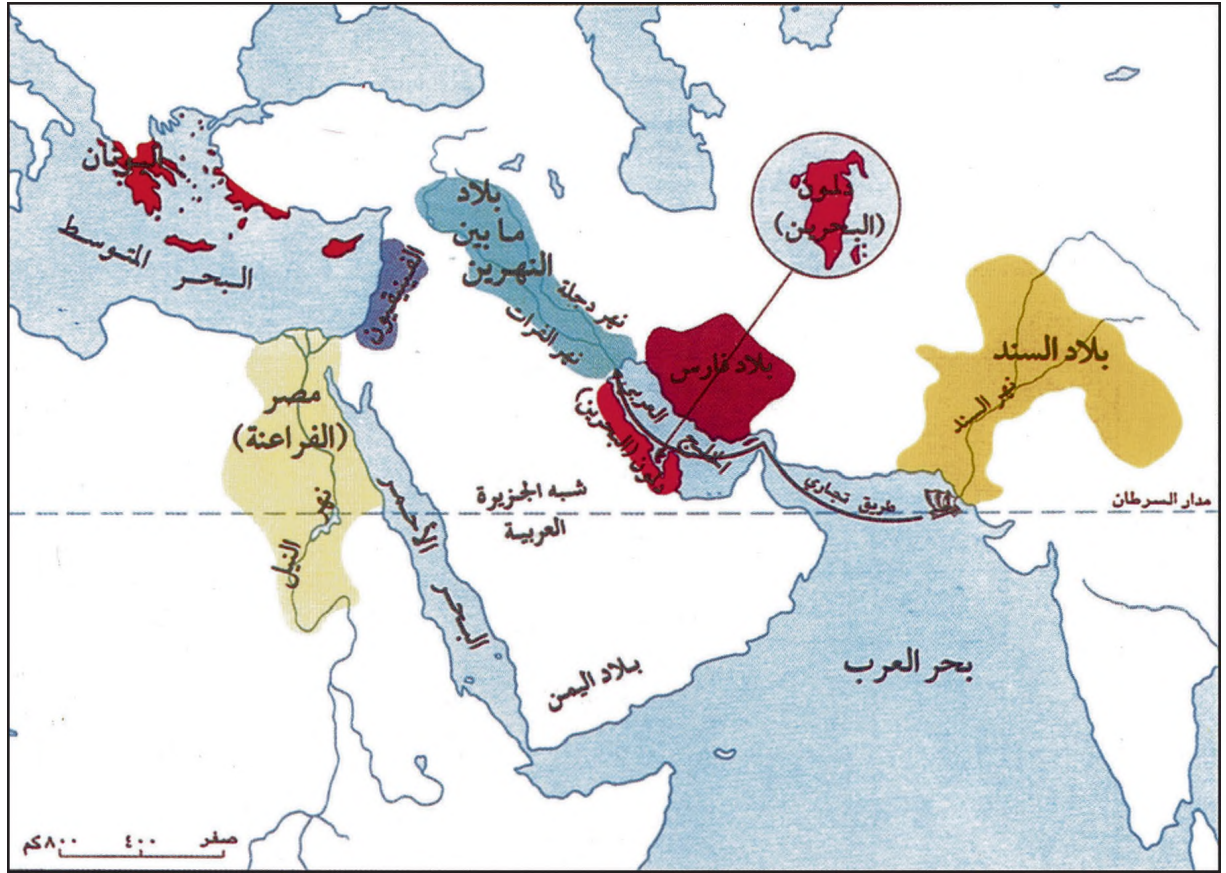 اليونان
البحر المتوسط
الفينيقيون
بلاد
ما بين
النهرين
نهر دجلة
نهر الفرات
دلمون
(البحرين)
بلاد فارس
الخليج العربي
دلمون (البحرين)
بلاد السند
نهر السند
مصر
(الفراعنة)
نهر النيل
البحر الأحمر
شبه الجزيرة
العربية
طريق تجاري
مدار السرطان
بلاد اليمن
بحر العرب
صفر ٤٠٠ ٨٠٠كم